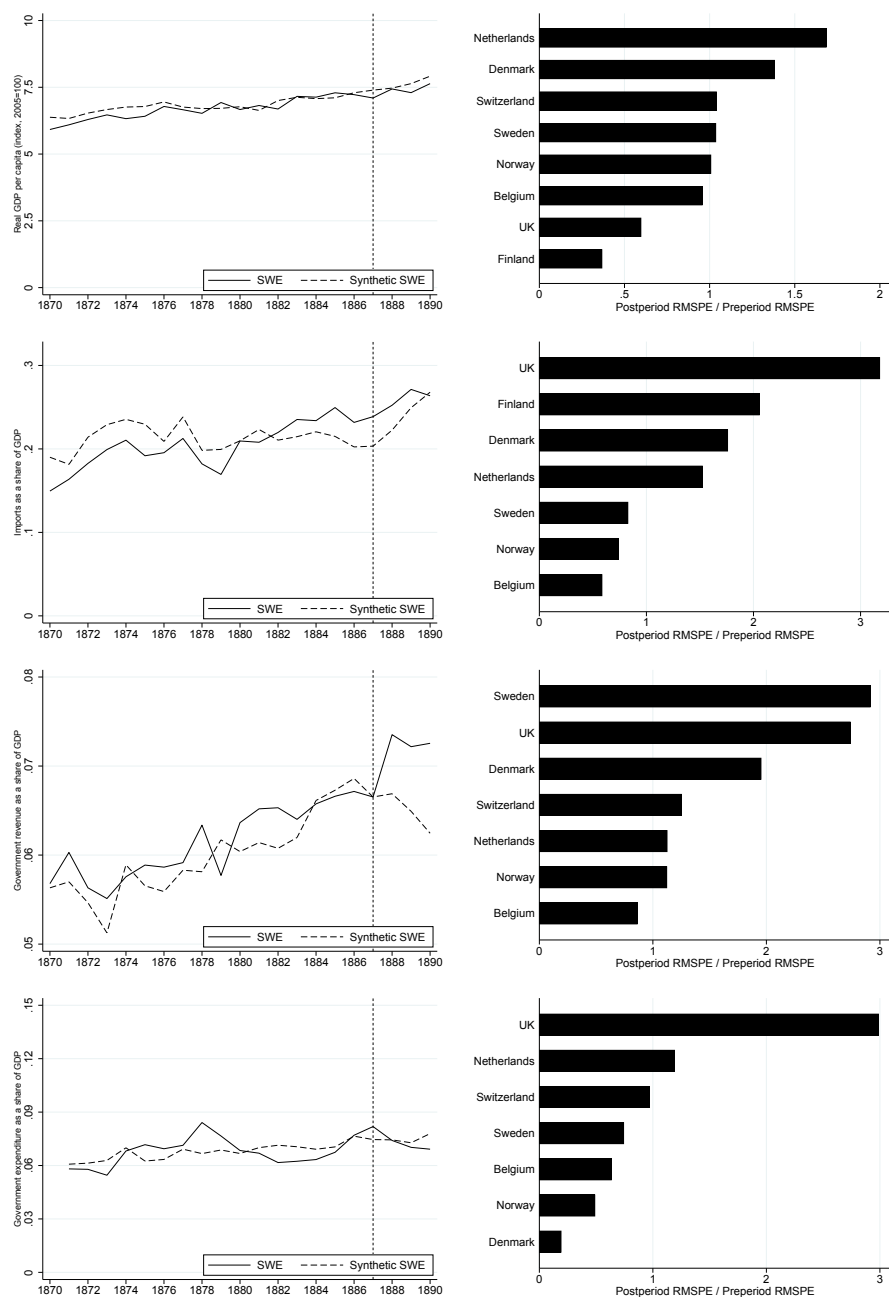 Real GDP per capita (index, 2005=100)
10
7.5
5
2.5
0
SWE Synthetic SWE
1870 1872 1874 1876 1878 1880 1882 1884 1886 1888 1890
Netherlands
Denmark
Switzerland
Sweden
Norway
Belgium
UK
Finland
0 .5 1 1.5 2
Postperiod RMSPE / Preperiod RMSPE
Imports as a share of GDP
.3
.2
.1
0
SWE Synthetic SWE
1870 1872 1874 1876 1878 1880 1882 1884 1886 1888 1890
UK
Finland
Denmark
Netherlands
Sweden
Norway
Belgium
0 1 2 3
Postperiod RMSPE / Preperiod RMSPE
Government revenue as a share of GDP
.08
.07
.06
.05
SWE Synthetic SWE
1870 1872 1874 1876 1878 1880 1882 1884 1886 1888 1890
Sweden
UK
Denmark
Switzerland
Netherlands
Norway
Belgium
0 1 2 3
Postperiod RMSPE / Preperiod RMSPE
Government expenditure as a share of GDP
.15
.12
.09
.06
.03
0
SWE Synthetic SWE
1870 1872 1874 1876 1878 1880 1882 1884 1886 1888 1890
UK
Netherlands
Switzerland
Sweden
Belgium
Norway
Denmark
0 1 2 3
Postperiod RMSPE / Preperiod RMSPE